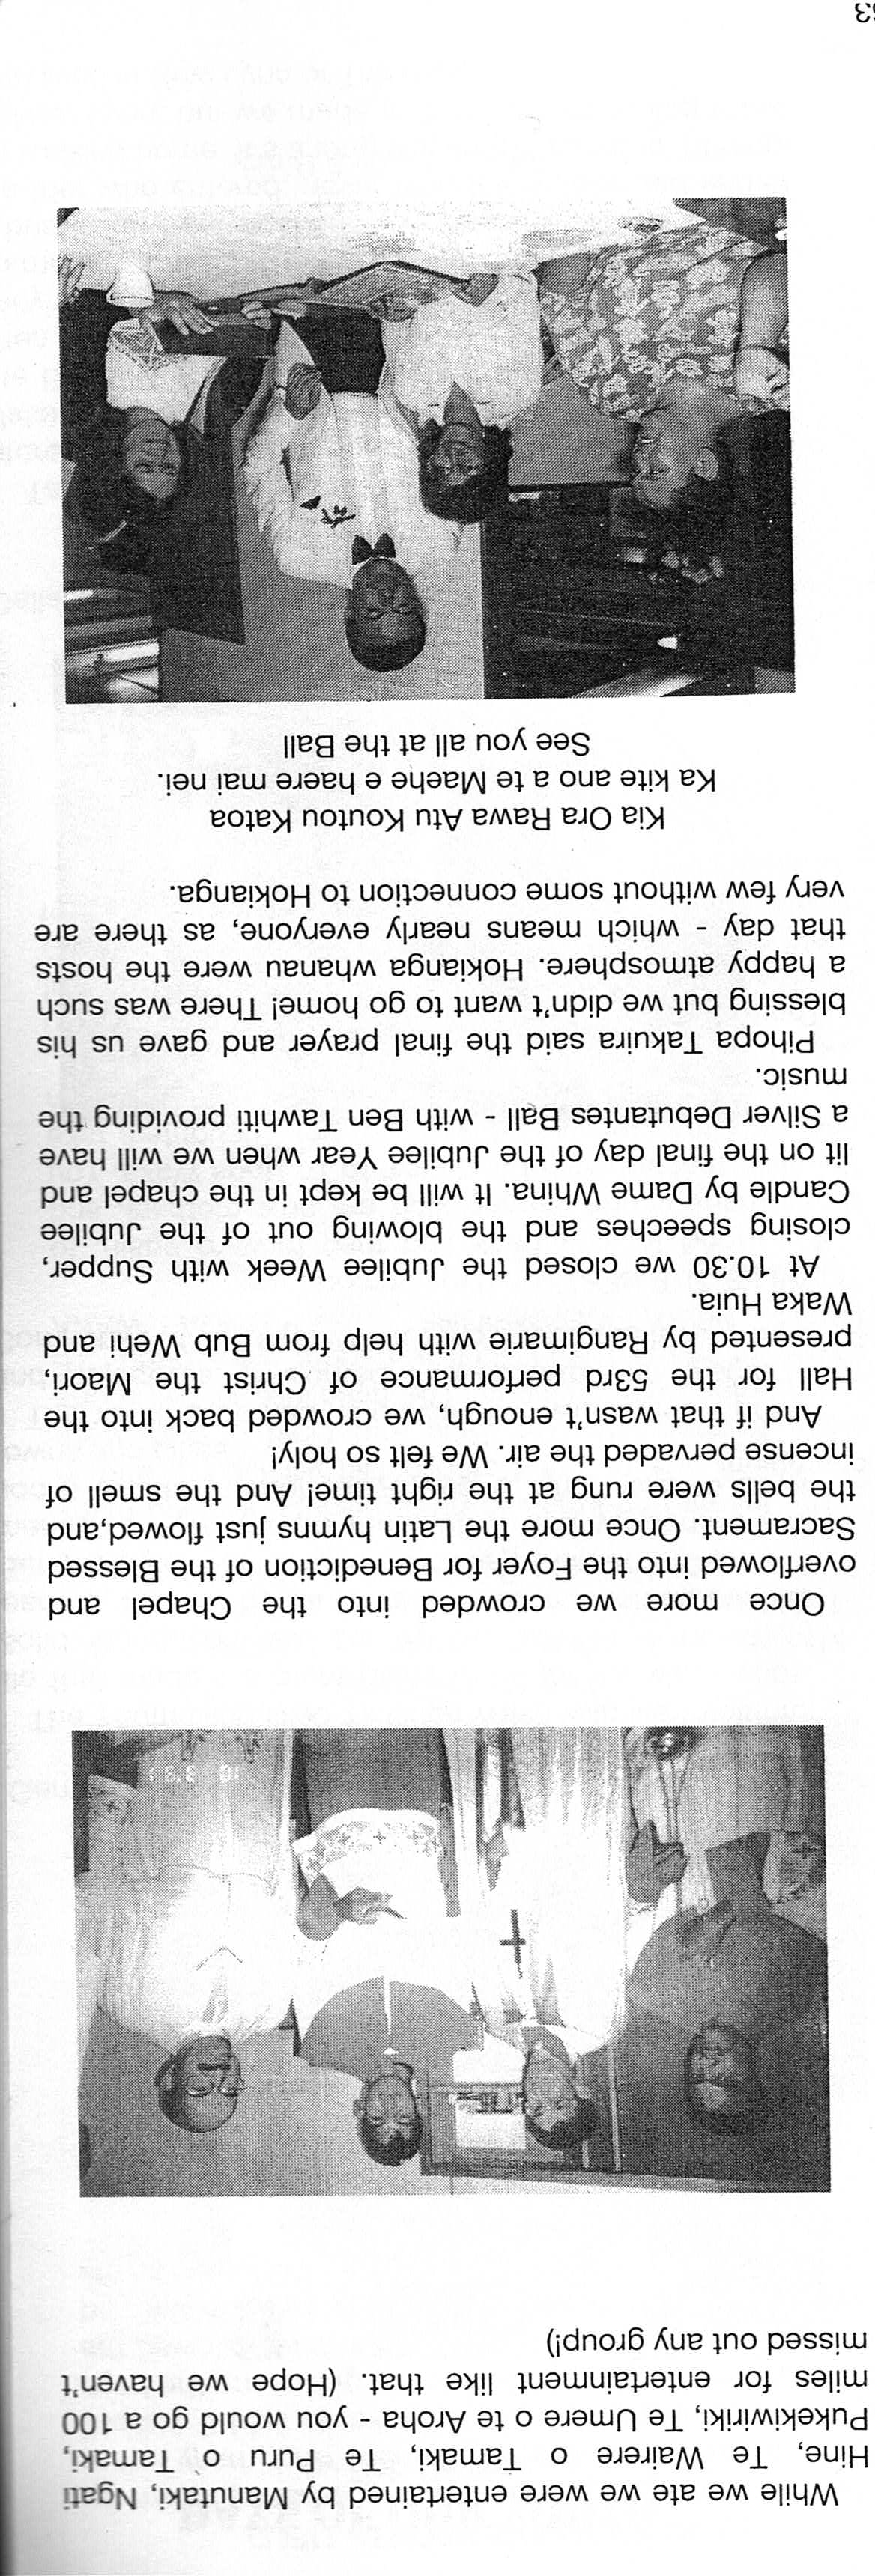 While we ate we were entertained by Manutaki, Ngati
Hine, Te Wairere o Tamaki, Te Puru o Tamaki,
Pukekiwiriki, Te Umere o te Aroha - you would go a 100
miles for entertainment like that. (Hope we haven't
missed out any group!)
Once more we crowded into the Chapel and
overflowed into the Foyer for Benediction of the Blessed
Sacrament. Once more the Latin hymns just flowed,and
the bells were rung at the right time! And the smell of
incense pervaded the air. We felt so holy!
And if that wasn't enough, we crowded back into the
Hall for the 53rd performance of Christ the Maori,
presented by Rangimarie with help from Bub Wehi and
Waka Huia.
At 10.30 we closed the Jubilee Week with Supper,
closing speeches and the blowing out of the Jubilee
Candle by Dame Whina. It will be kept in the chapel and
lit on the final day of the Jubilee Year when we will have
a Silver Debutantes Ball - with Ben Tawhiti providing the
music.
Pihopa Takuira said the final prayer and gave us his
blessing but we didn't want to go home! There was such
a happy atmosphere. Hokianga whanau were the hosts
that day - which means nearly everyone, as there are
very few without some connection to Hokianga.
Kia Ora Rawa Atu Koutou Katoa
Ka kite ano a te Maehe e haere mai nei.
See you all at the Ball